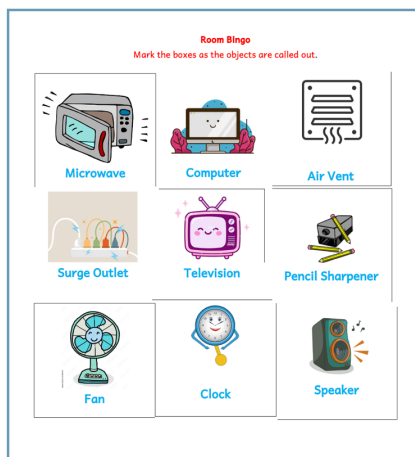 Room Bingo
Mark the boxes as the objects are called out.
Microwave
Computer
Air Vent
Surge Outlet
Television
Pencil Sharpener
Fan
Clock
Speaker